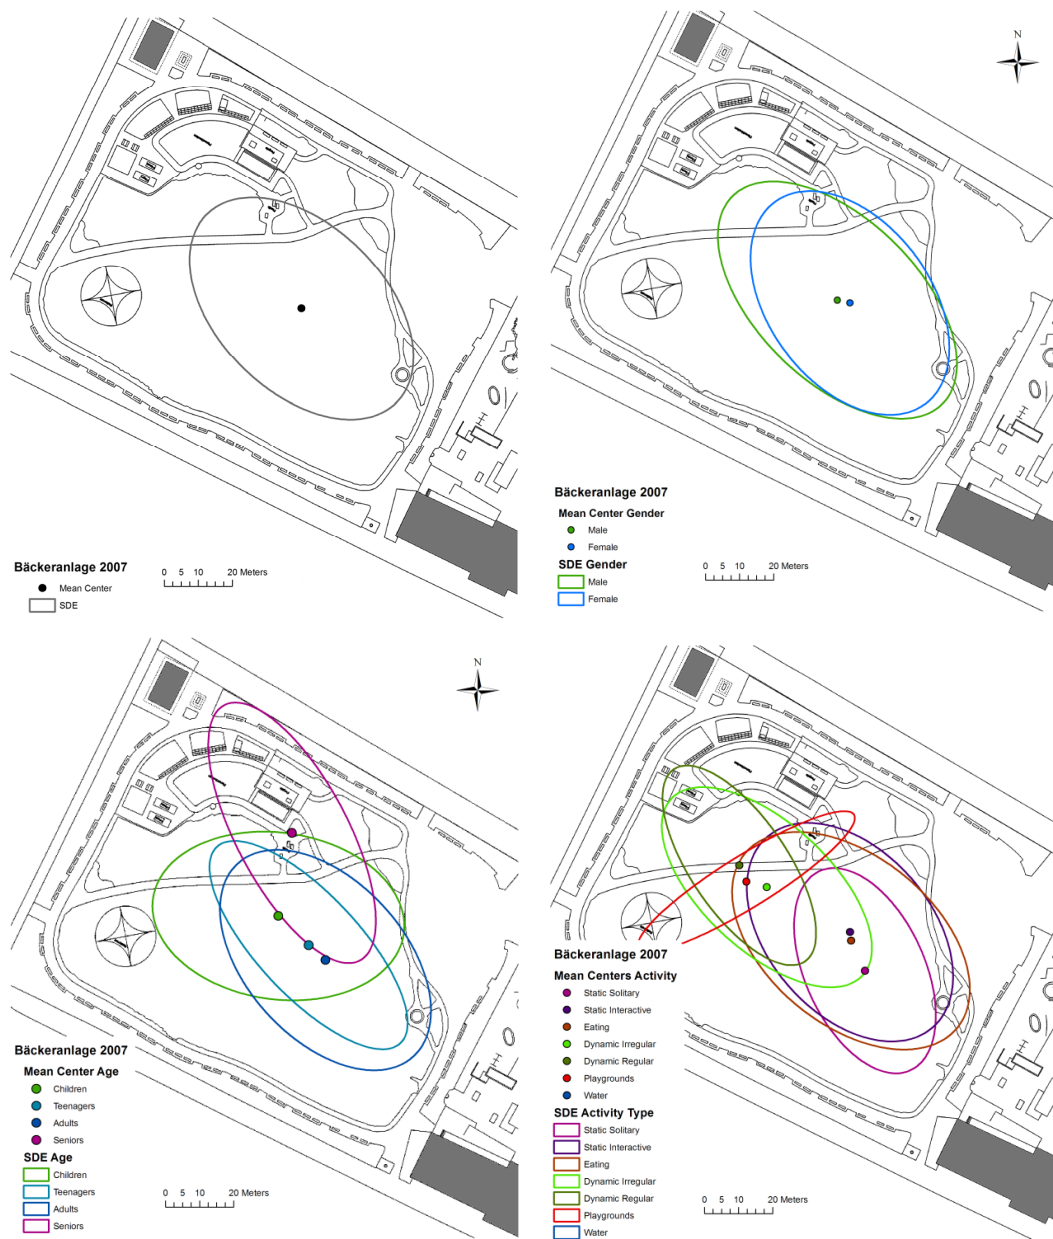 N
Bäckeranlage 2007
Mean Center
SDE
0 5 10 20 Meters
Bäckeranlage 2007
Mean Center Gender
Male
Female
SDE Gender
Male
Female
0 5 10 20 Meters
N
Bäckeranlage 2007
Mean Center Age
Children
Teenagers
Adults
Seniors
SDE Age
Children
Teenagers
Adults
Seniors
0 5 10 20 Meters
Bäckeranlage 2007
Mean Centers Activity
Static Solitary
Static Interactive
Eating
Dynamic Irregular
Dynamic Regular
Playgrounds
Water
SDE Activity Type
Static Solitary
Static Interactive
Eating
Dynamic Irregular
Dynamic Regular
Playgrounds
Water
0 5 10 20 Meters